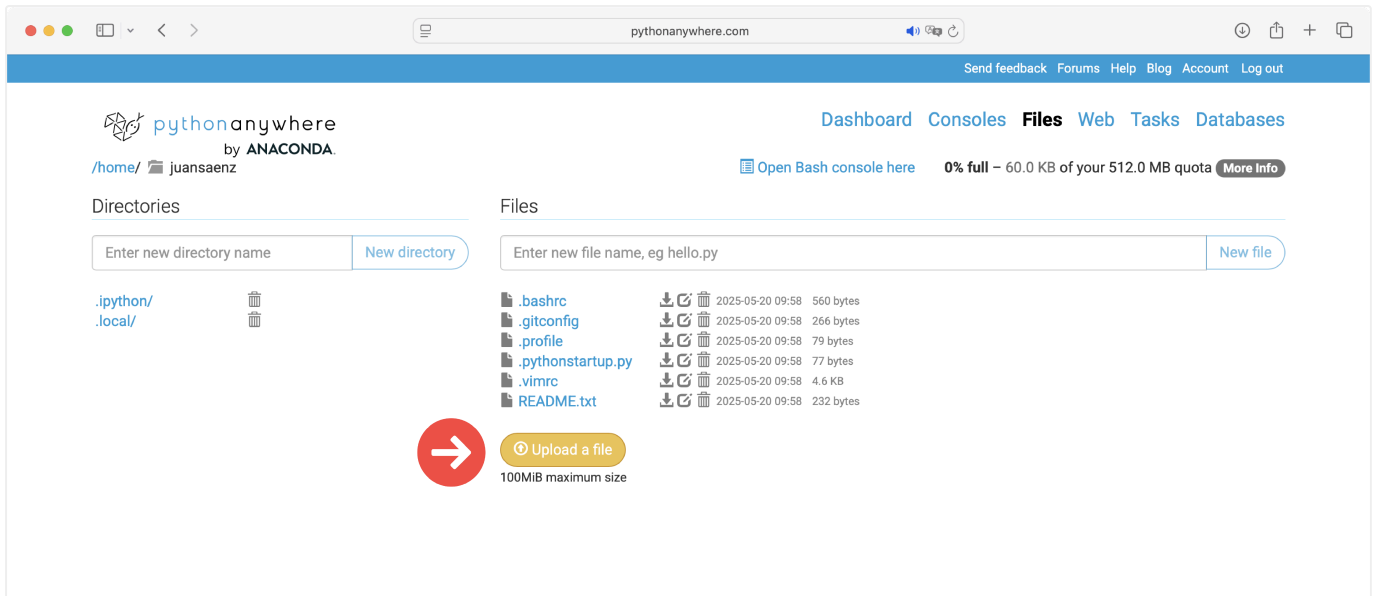 pythonanywhere.com
Send feedback Forums Help Blog Account Log out
pythonanywhere
by ANACONDA.
Dashboard Consoles Files Web Tasks Databases
/home/ juansaenz
Open Bash console here 0% full – 60.0 KB of your 512.0 MB quota More Info
Directories
Enter new directory name New directory
.ipython/
.local/
Files
Enter new file name, eg hello.py New file
.bashrc 2025-05-20 09:58 560 bytes
.gitconfig 2025-05-20 09:58 266 bytes
.profile 2025-05-20 09:58 79 bytes
.pythonstartup.py 2025-05-20 09:58 77 bytes
.vimrc 2025-05-20 09:58 4.6 KB
README.txt 2025-05-20 09:58 232 bytes
Upload a file
100MiB maximum size